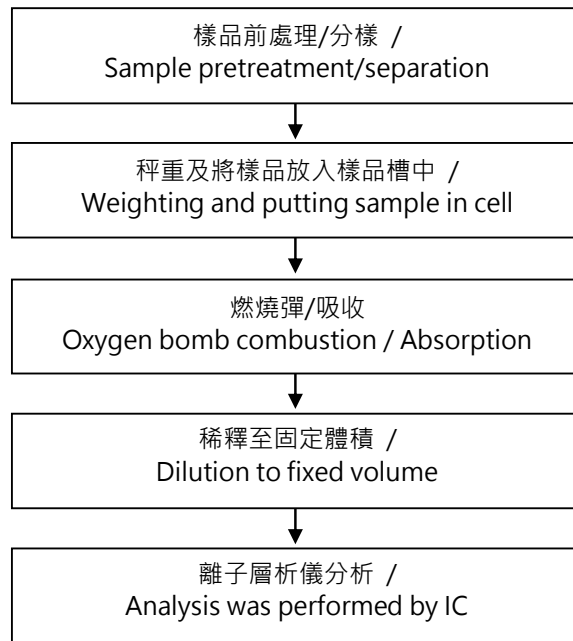 樣品前處理/分樣 /
Sample pretreatment/separation
秤重及將樣品放入樣品槽中 /
Weighting and putting sample in cell
燃燒彈/吸收
Oxygen bomb combustion / Absorption
稀釋至固定體積 /
Dilution to fixed volume
離子層析儀分析 /
Analysis was performed by IC